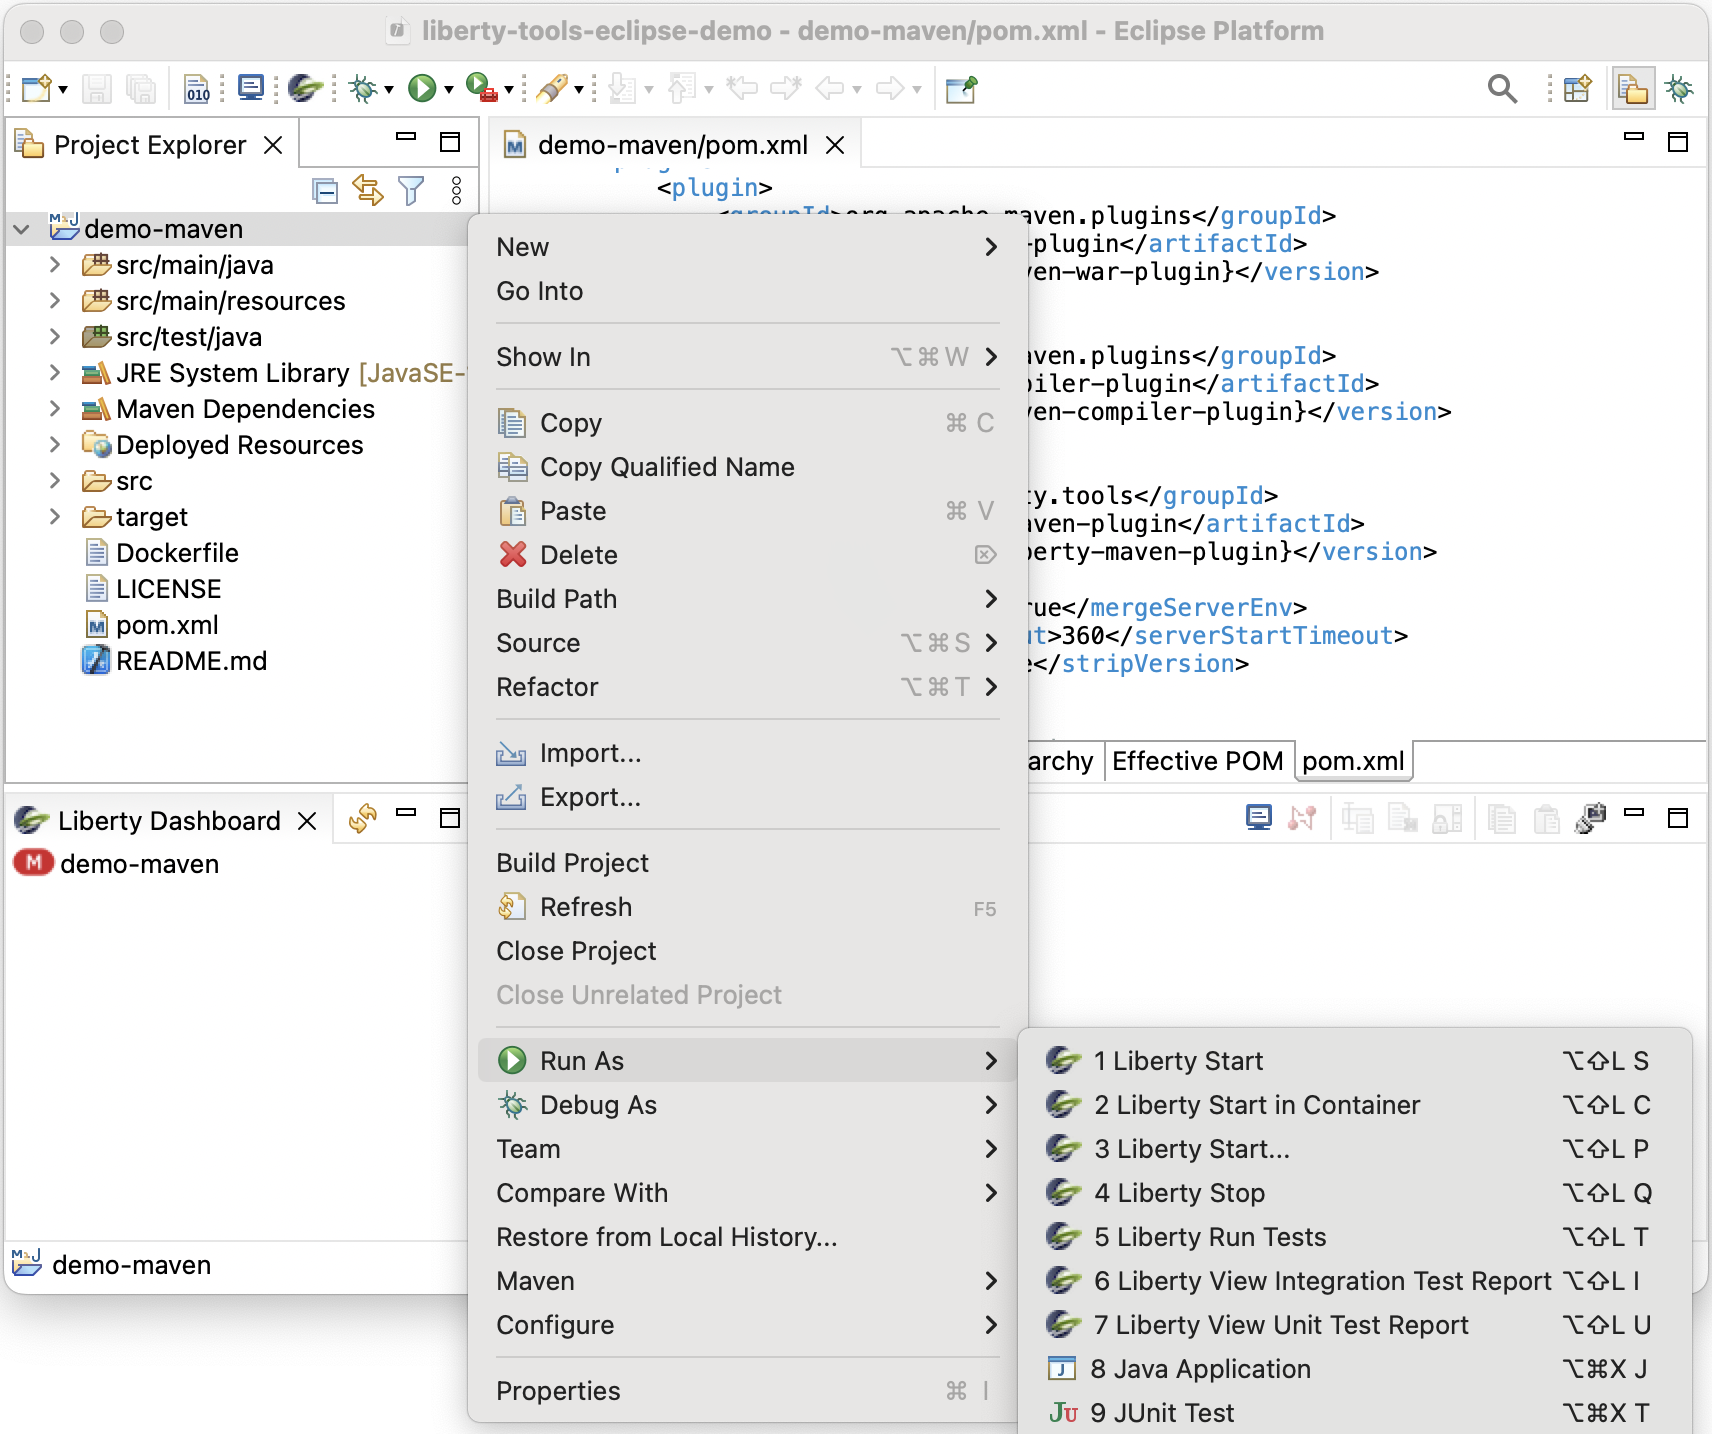 liberty-tools-eclipse-demo - demo-maven/pom.xml - Eclipse Platform
010
Project Explorer
demo-maven/pom.xml
demo-maven
src/main/java
src/main/resources
src/test/java
JRE System Library [JavaSE-
Maven Dependencies
Deployed Resources
src
target
Dockerfile
LICENSE
pom.xml
README.md
<plugin>
maven.plugins</groupId>
-plugin</artifactId>
ven-war-plugin}</version>
aven.plugins</groupId>
piler-plugin</artifactId>
ven-compiler-plugin}</version>
ty.tools</groupId>
aven-plugin</artifactId>
berty-maven-plugin}</version>
rue</mergeServerEnv>
ut>360</serverStartTimeout>
e</stripVersion>
archy
Effective POM
pom.xml
Liberty Dashboard
M demo-maven
demo-maven
New
Go Into
Show In ⌥⌘W
Copy ⌘ C
Copy Qualified Name
Paste ⌘ V
Delete ⌦
Build Path
Source ⌥⌘S
Refactor ⌥⌘T
Import...
Export...
Build Project
Refresh F5
Close Project
Close Unrelated Project
Run As
Debug As
Team
Compare With
Restore from Local History...
Maven
Configure
Properties ⌘ I
1 Liberty Start ⌥⇧L S
2 Liberty Start in Container ⌥⇧L C
3 Liberty Start... ⌥⇧L P
4 Liberty Stop ⌥⇧L Q
5 Liberty Run Tests ⌥⇧L T
6 Liberty View Integration Test Report ⌥⇧L I
7 Liberty View Unit Test Report ⌥⇧L U
8 Java Application ⌥⌘X J
9 JUnit Test ⌥⌘X T